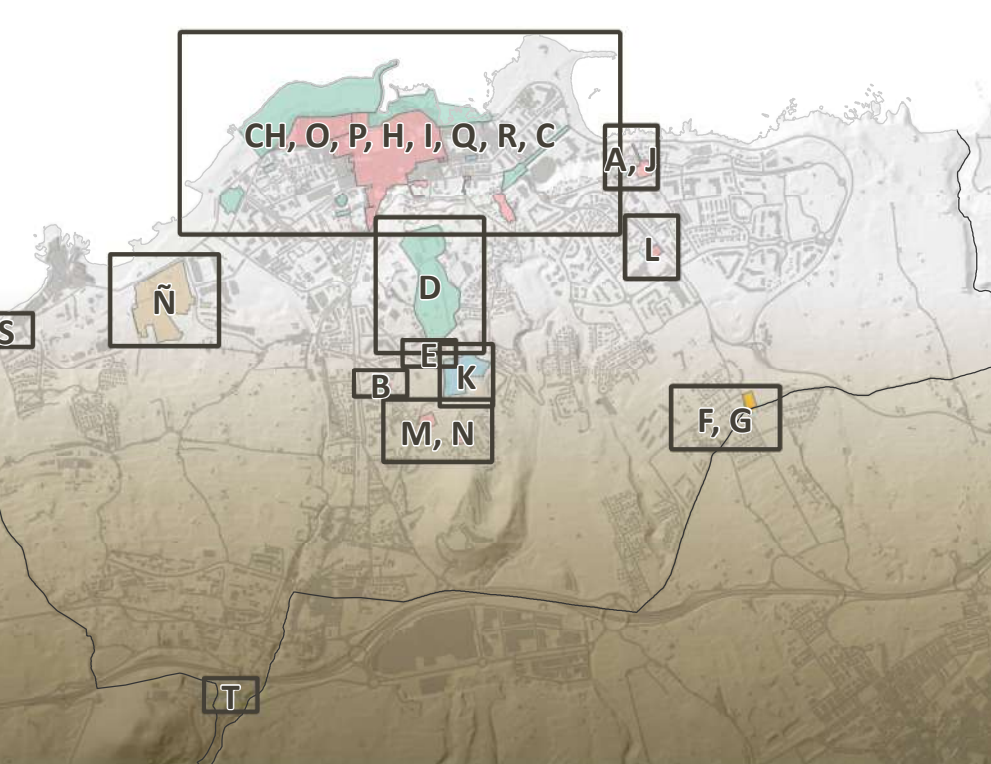 CH, O, P, H, I, Q, R, C
A, J
L
D
Ñ
S
E
K
B
F, G
M, N
T